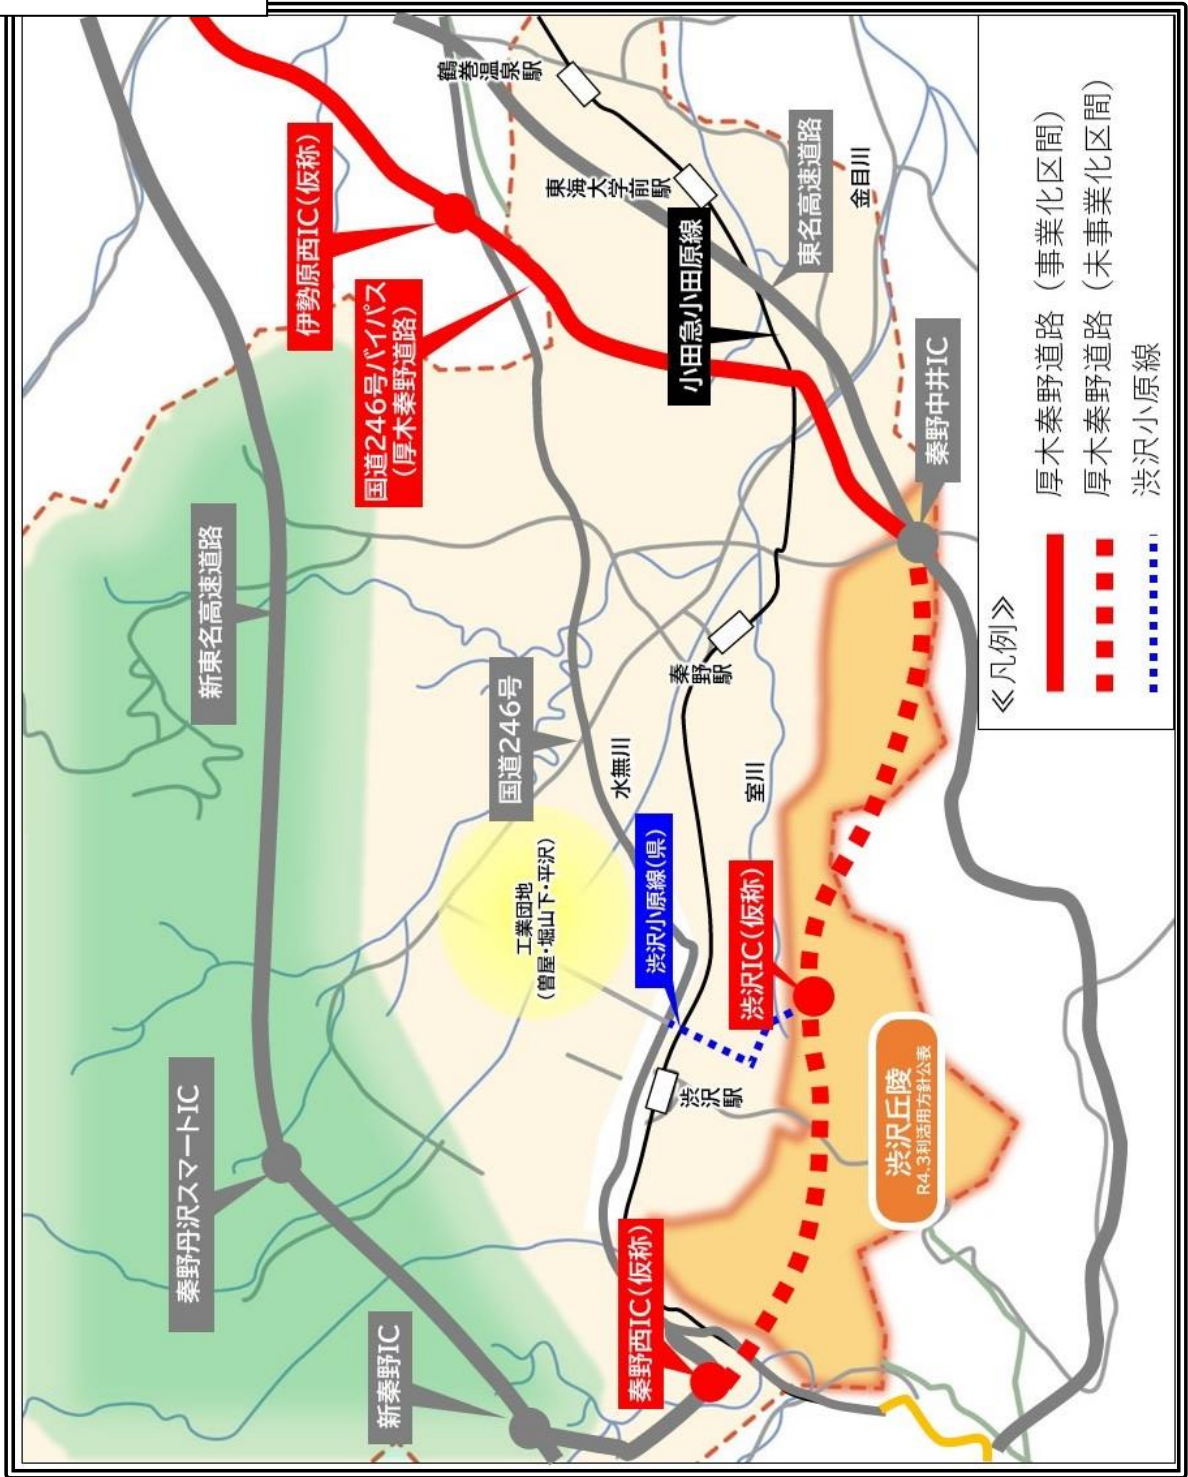 新秦野IC
秦野丹沢スマートIC
新東名高速道路
伊勢原西IC(仮称)
国道246号バイパス
(厚木秦野道路)
鶴巻温泉駅
東海大学前駅
小田急小田原線
東名高速道路
金目川
国道246号
工業団地
(曽屋・堀山下・平沢)
水無川
秦野駅
室川
秦野中井IC
渋沢小原線(県)
渋沢IC(仮称)
渋沢駅
秦野西IC(仮称)
渋沢丘陵
R4.3利活用方針公表
≪凡例≫
厚木秦野道路(事業化区間)
厚木秦野道路(未事業化区間)
渋沢小原線